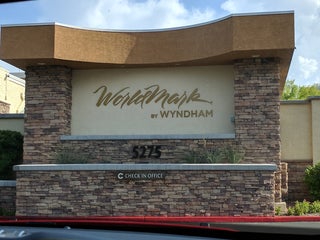 WorldMark
BY WYNDHAM
5275
C CHECK IN OFFICE